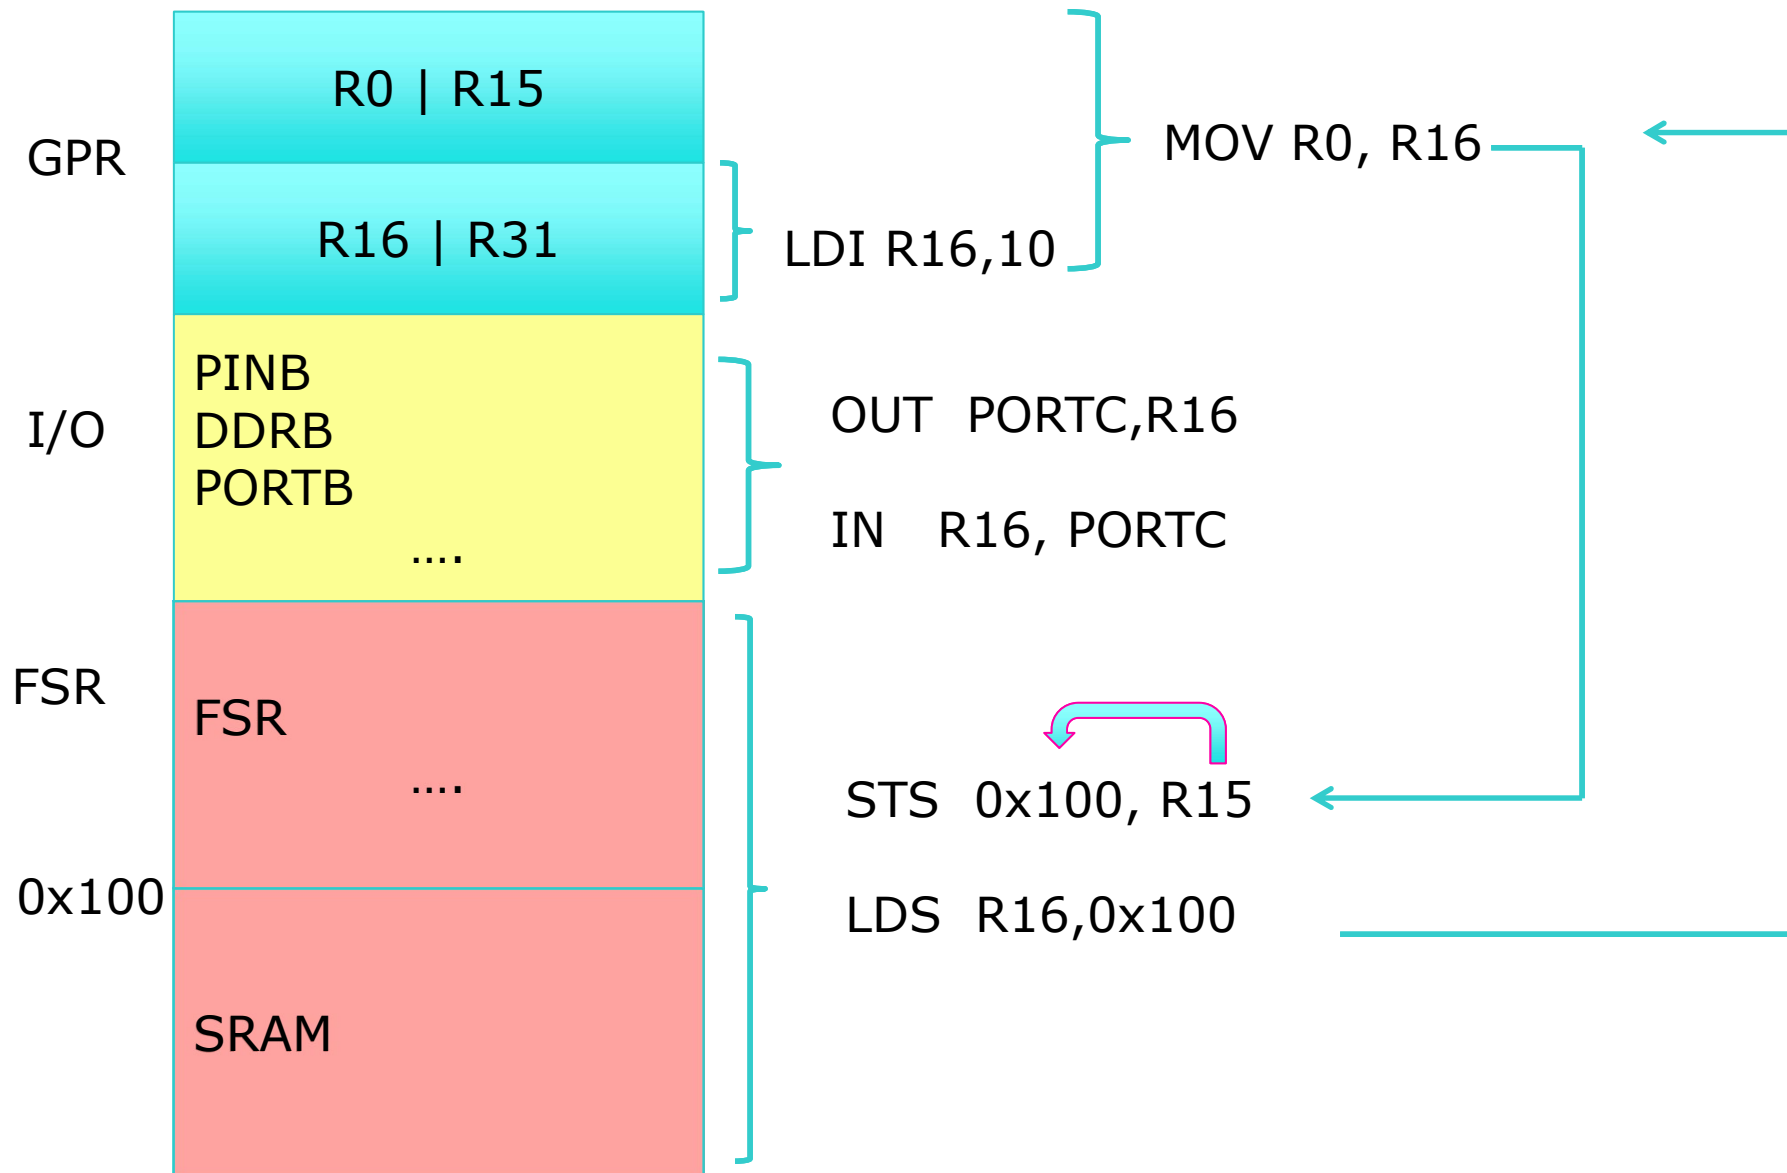 R0 | R15
GPR
MOV R0, R16
R16 | R31
LDI R16,10
PINB
I/O
DDRB
PORTB
….
OUT PORTC,R16
IN R16, PORTC
FSR
FSR
….
STS 0x100, R15
0x100
LDS R16,0x100
SRAM